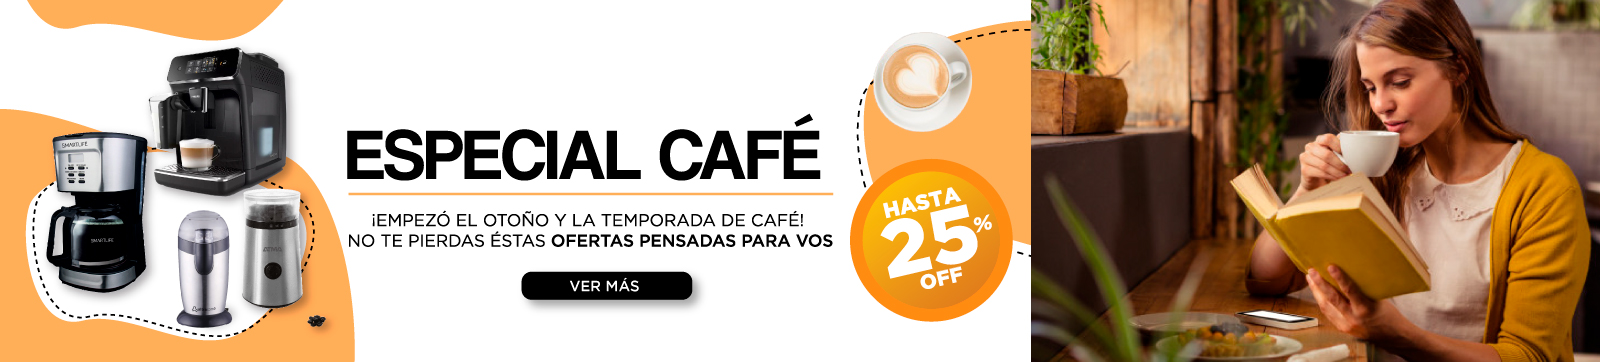 ESPECIAL CAFÉ
¡EMPEZÓ EL OTOÑO Y LA TEMPORADA DE CAFÉ!
NO TE PIERDAS ÉSTAS OFERTAS PENSADAS PARA VOS
VER MÁS
HASTA
25%
OFF
SMARTLIFE
SMARTLIFE